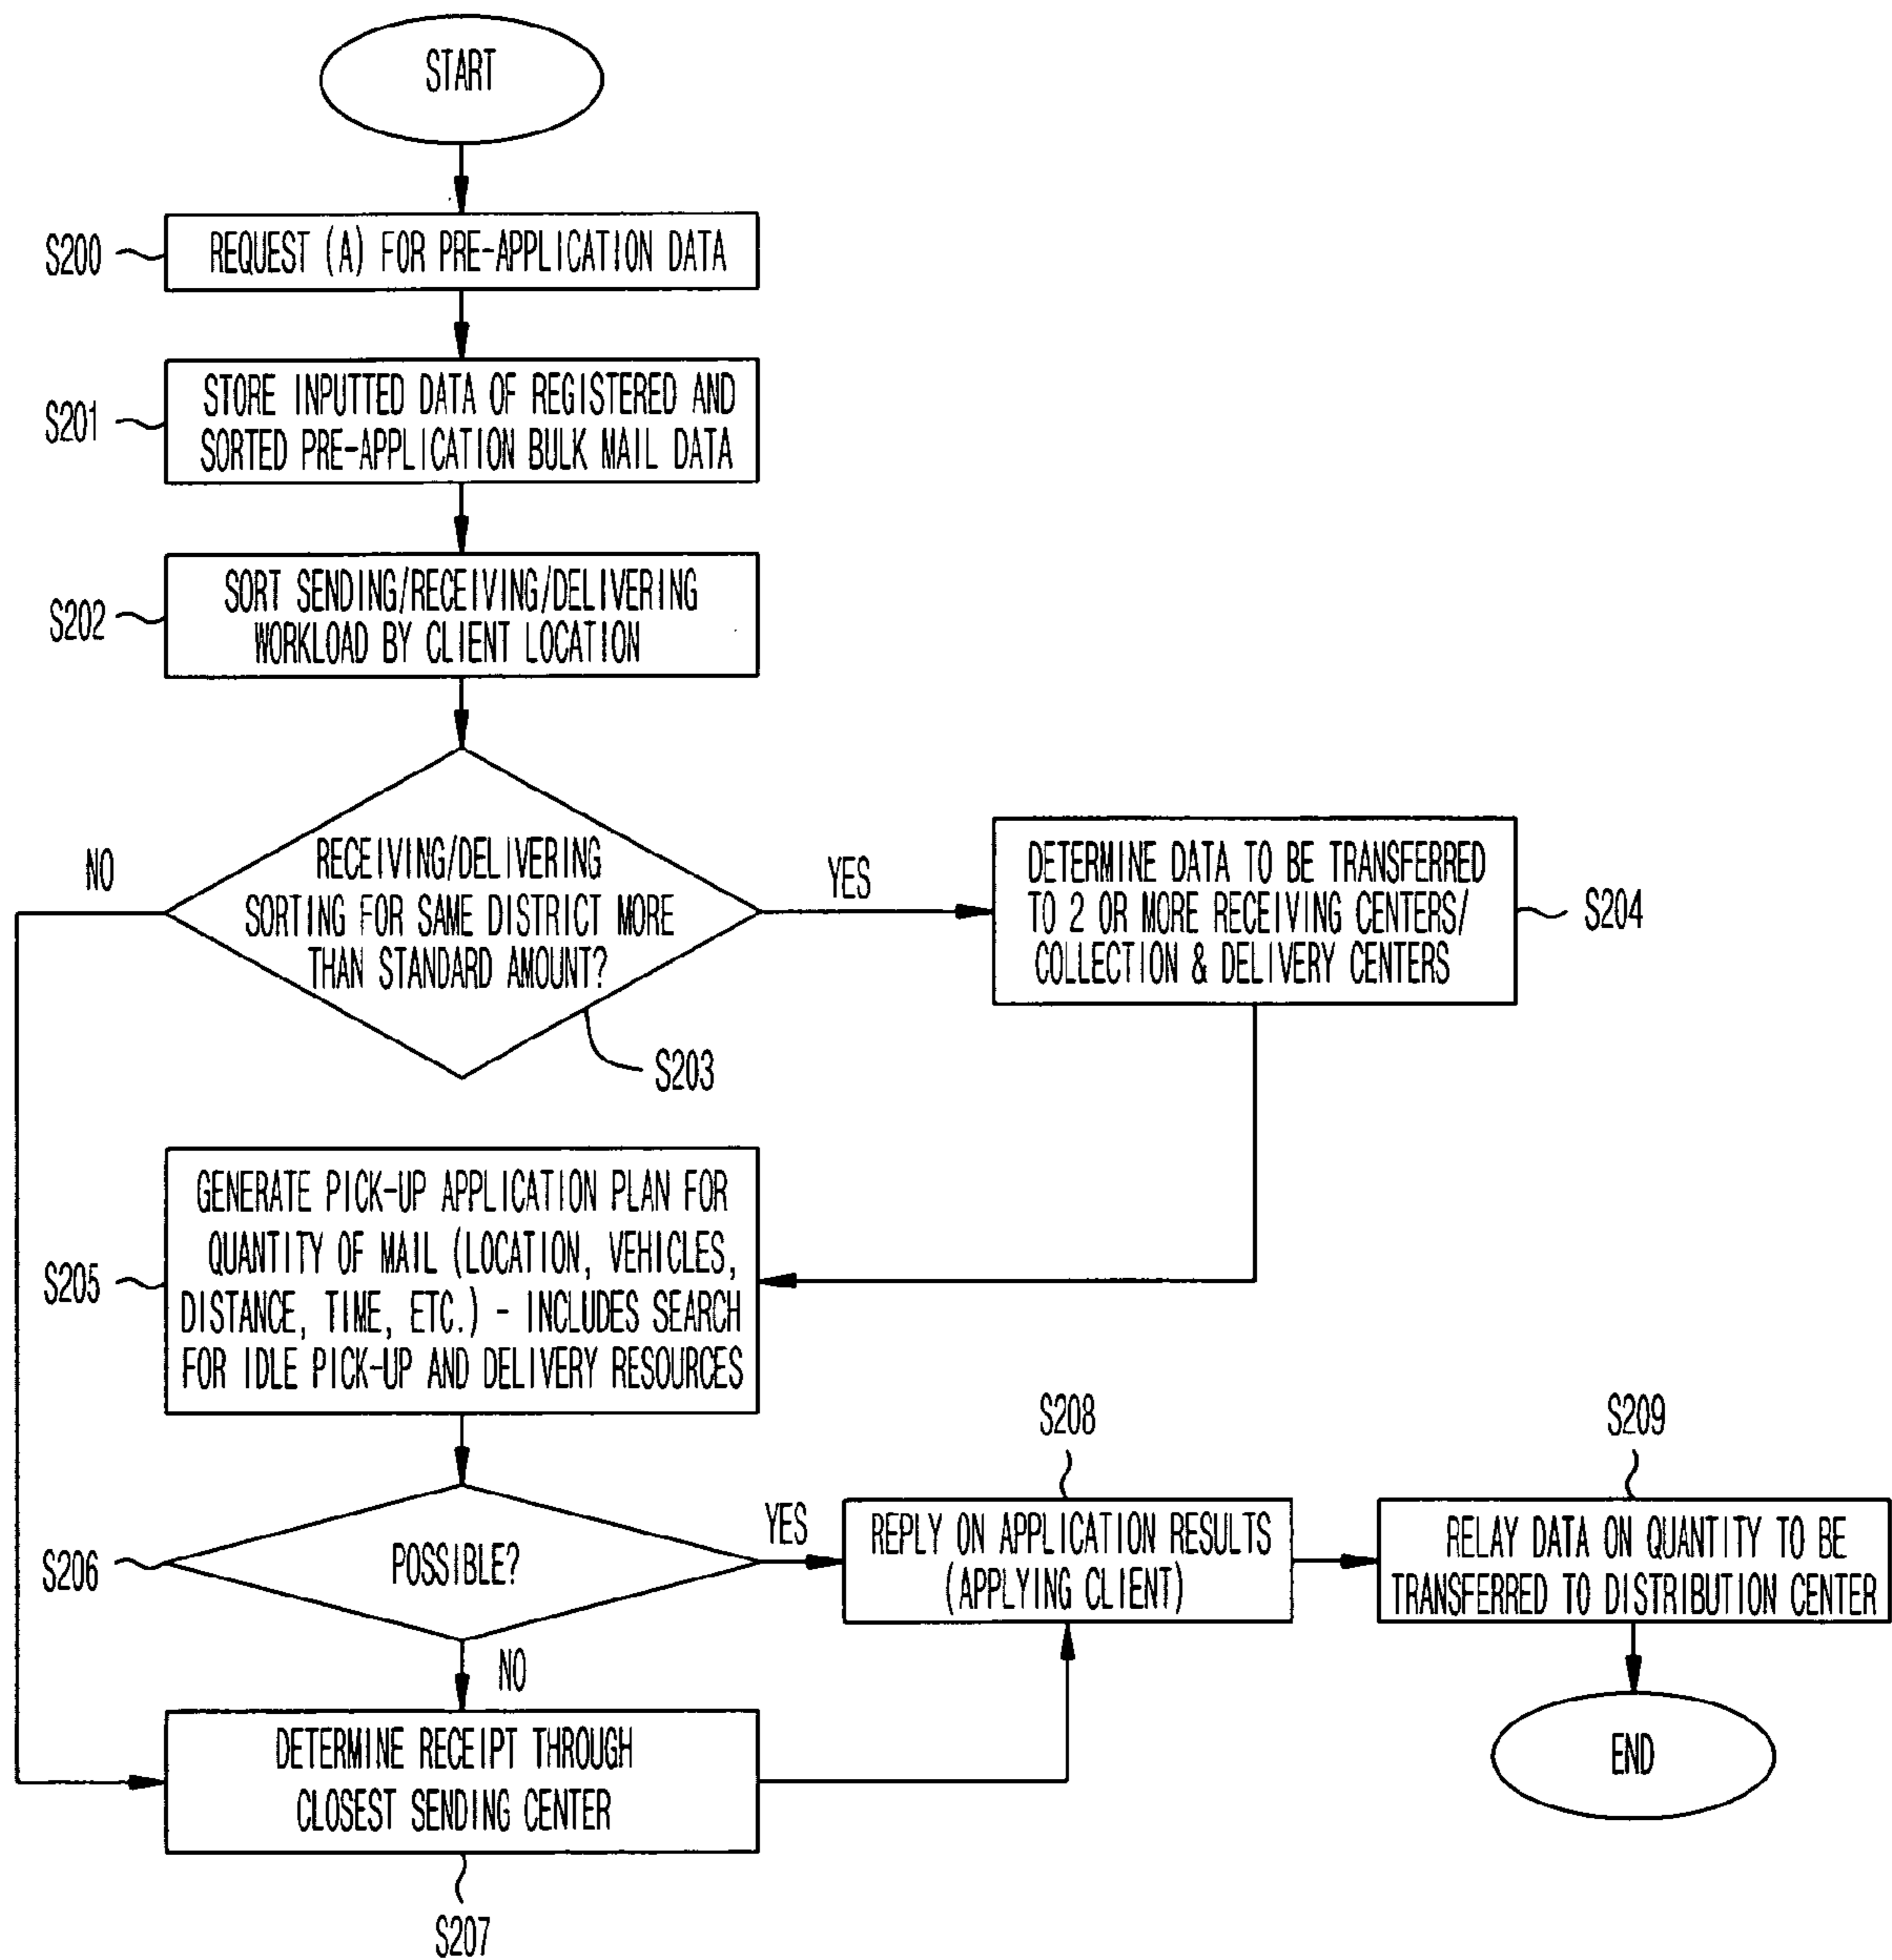 START
S200
REQUEST (A) FOR PRE-APPLICATION DATA
S201
STORE INPUTTED DATA OF REGISTERED AND
SORTED PRE-APPLICATION BULK MAIL DATA
S202
SORT SENDING/RECEIVING/DELIVERING
WORKLOAD BY CLIENT LOCATION
NO
RECEIVING/DELIVERING
SORTING FOR SAME DISTRICT MORE
THAN STANDARD AMOUNT?
S203
YES
DETERMINE DATA TO BE TRANSFERRED
TO 2 OR MORE RECEIVING CENTERS/
COLLECTION & DELIVERY CENTERS
S204
S205
GENERATE PICK-UP APPLICATION PLAN FOR
QUANTITY OF MAIL (LOCATION, VEHICLES,
DISTANCE, TIME, ETC.) - INCLUDES SEARCH
FOR IDLE PICK-UP AND DELIVERY RESOURCES
S206
POSSIBLE?
YES
NO
S208
REPLY ON APPLICATION RESULTS
(APPLYING CLIENT)
S209
RELAY DATA ON QUANTITY TO BE
TRANSFERRED TO DISTRIBUTION CENTER
DETERMINE RECEIPT THROUGH
CLOSEST SENDING CENTER
S207
END